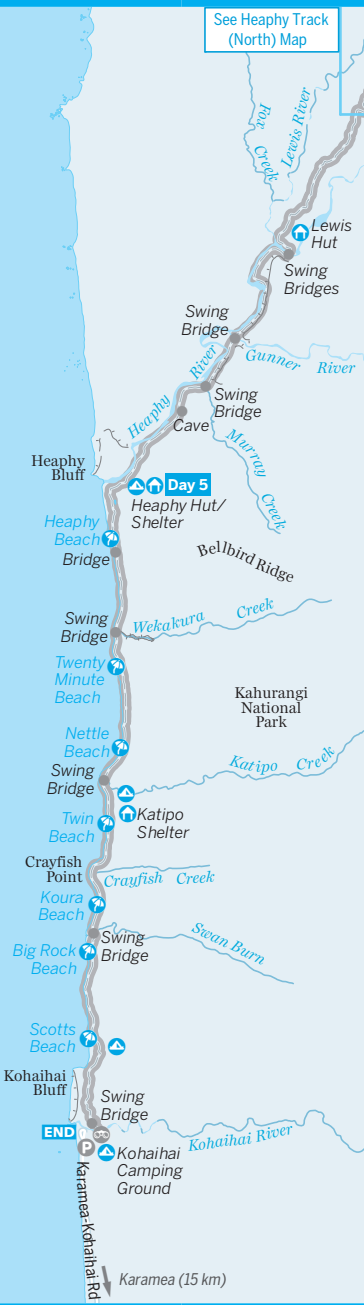 See Heaphy Track
(North) Map
Fox
Creek
Lewis River
Lewis
Hut
Swing
Bridges
Swing
Bridge
Gunner River
Heaphy River
Swing
Bridge
Cave
Murray
Creek
Heaphy
Bluff
Day 5
Heaphy Hut/
Shelter
Heaphy
Beach
Bridge
Bellbird Ridge
Swing
Bridge
Wekakura Creek
Twenty
Minute
Beach
Kahurangi
National
Park
Nettle
Beach
Katipo Creek
Swing
Bridge
Katipo
Shelter
Twin
Beach
Crayfish
Point
Crayfish Creek
Koura
Beach
Swing
Bridge
Swan Burn
Big Rock
Beach
Scotts
Beach
Kohaihai
Bluff
Swing
Bridge
END
P
Kohaihai River
Kohaihai
Camping
Ground
Karamea-Kohaihai Rd
Karamea (15 km)